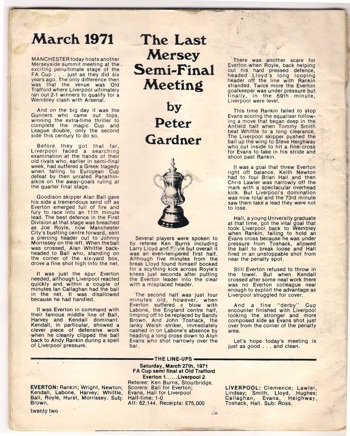 March 1971
The Last
Mersey
Semi-Final
Meeting
by
Peter
Gardner
MANCHESTER today hosts another
Merseyside summit meeting at the
exciting penultimate stage of the
FA Cup . . . just as they did six
years ago. The only difference then
was that the venue was Old
Trafford where Liverpool ultimately
ran out 2-1 winners to qualify for a
Wembley clash with Arsenal.
And on the big day it was the
Gunners who came out tops,
winning the extra-time thriller to
complete the magic Cup and
League double, only the second
side this century to do so.
Before they got that far,
Liverpool faced a searching
examination at the hands of their
old rivals who, earlier in semi-final
week, had suffered a Greek tragedy
when falling to European Cup
defeat by then unrated Panathin-
aikos on the away-goals ruling at
the quarter final stage.
Goodison skipper Alan Ball gave
his side a tremendous send off as
Everton emerged full of fire and
fury to race into an 11th minute
lead. The best defence in the First
Division at that stage was breached
as Joe Royle, now Manchester
City's bustling centre forward, sent
a piercing header through to Johnny
Morrissey on the left. When the ball
was crossed, Alan Whittle back-
headed to Ball who, standing on
the corner of the six-yard box,
drove a fine shot high into the net.
It was just the spur Everton
needed, although Liverpool reacted
quickly and within a couple of
minutes Ian Callaghan had the ball
in the net. It was disallowed
because he had handled.
It was Everton in command with
their famous middle line of Ball,
Harvey and Kendall dominant.
Kendall, in particular, showed a
clever piece of defensive work
when he cleanly clipped the ball
back to Andy Rankin during a spell
of Liverpool pressure.
Several players were spoken to
by referee Ken Burns including
Larry Lloyd and
was an even-tempered first half.
Although five minutes from the
break Lloyd found himself booked
for a scything kick across Royle's
knees just seconds after putting
the Everton leader into the clear
with a misplaced header.
The second half was just four
minutes old, however, when
Everton suffered a blow with
Labone, the England centre half,
limping off to be replaced by Sandy
Brown. And John Toshack, the
lanky Welsh striker, immediately
cashed in on Labone's absence by
heading a long cross down to Alun
Evans who shot narrowly over the
bar.
There was another scare for
Everton when Royle, back helping
out his hard pressed defence,
headed Lloyd's long looping
header off the line with Rankin
stranded. Twice more the Everton
goalkeeper was under pressure but
finally, in the 59th minute,
Liverpool were level.
This time Rankin failed to stop
Evans scoring the equaliser follow-
ing a move that began deep in the
Anfield half when Tommy Smith
beat Whittle to a long clearance.
The Liverpool skipper pushed the
ball up the wing to Steve Heighway
who cut inside to hit a fine cross
for Evans to take in his stride and
shoot past Rankin.
It was a goal that threw Everton
right off balance. Keith Newton
had to foul Brian Hall and then
Chris Lawler was narrowly off the
mark with a spectacular overhead
kick. But Liverpool's domination
was now total and the 73rd minute
saw them take a lead they were not
to lose.
Hall, a young University graduate
at that time, got the vital goal that
took Liverpool back to Wembley
when Rankin, failing to hold an
Evans cross because he was under
pressure from Toshack, allowed
the ball to break loose and Hall
fired in an unstoppable shot from
near the penalty spot.
Still Everton refused to throw in
the towel. But when Kendall
crossed after some neat work there
was no Everton colleague near
enough to exploit the advantage as
Liverpool struggled for cover.
And a fine "derby" Cup
encounter finished with Liverpool
looking the stronger and more
composed side as Evans shot just
over from the corner of the penalty
area.
Let's hope today's meeting is
just as good . . . and clean.
THE LINE-UPS
Saturday, March 27th, 1971
FA Cup semi final at Old Trafford
Everton 1 . . . . . Liverpool 2
EVERTON: Rankin; Wright, Newton;
Kendall, Labone, Harvey; Whittle,
Ball, Royle, Hurst, Morrissey. Sub:
Brown.
Referee: Ken Burns, Stourbridge.
Scorers: Ball for Everton;
Evans, Hall for Liverpool
Half-time: 1-0
Att: 62,144. Receipts: £75,000
LIVERPOOL: Clemence; Lawler,
Lindsay; Smith, Lloyd, Hughes;
Callaghan, Evans, Heighway,
Toshack, Hall. Sub: Ross.
twenty two